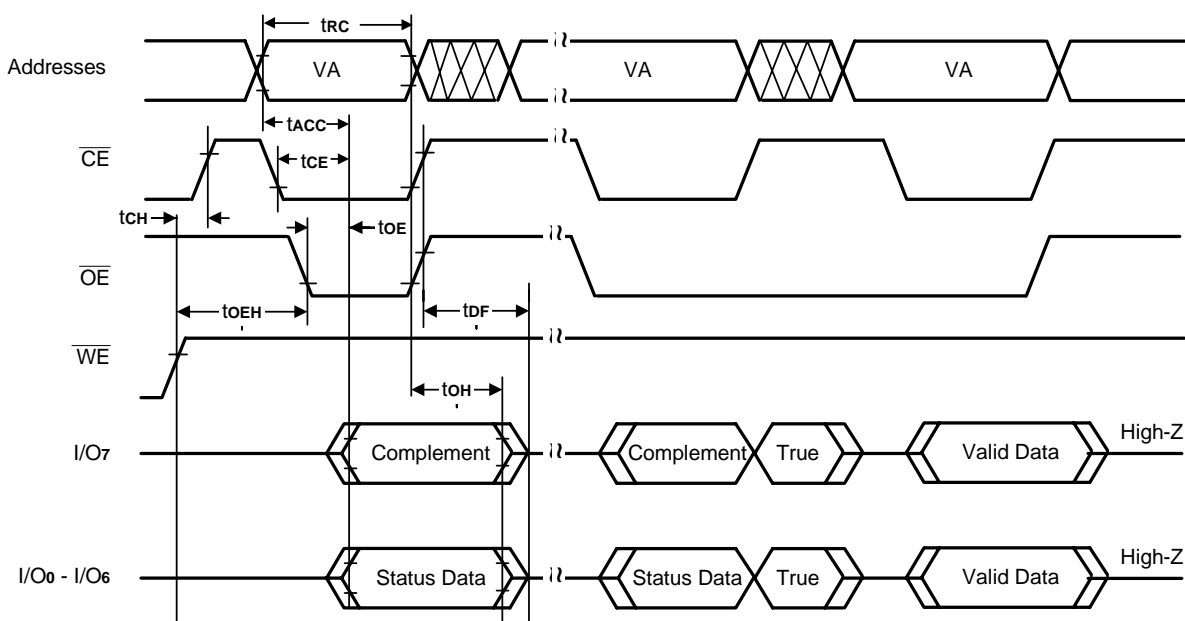 tRC
Addresses VA VA VA
tACC
CE tCE
tCH tOE
OE
tOEH tDF
WE
tOH
I/O7 Complement Complement True Valid Data High-Z
I/O0 - I/O6 Status Data Status Data True Valid Data High-Z